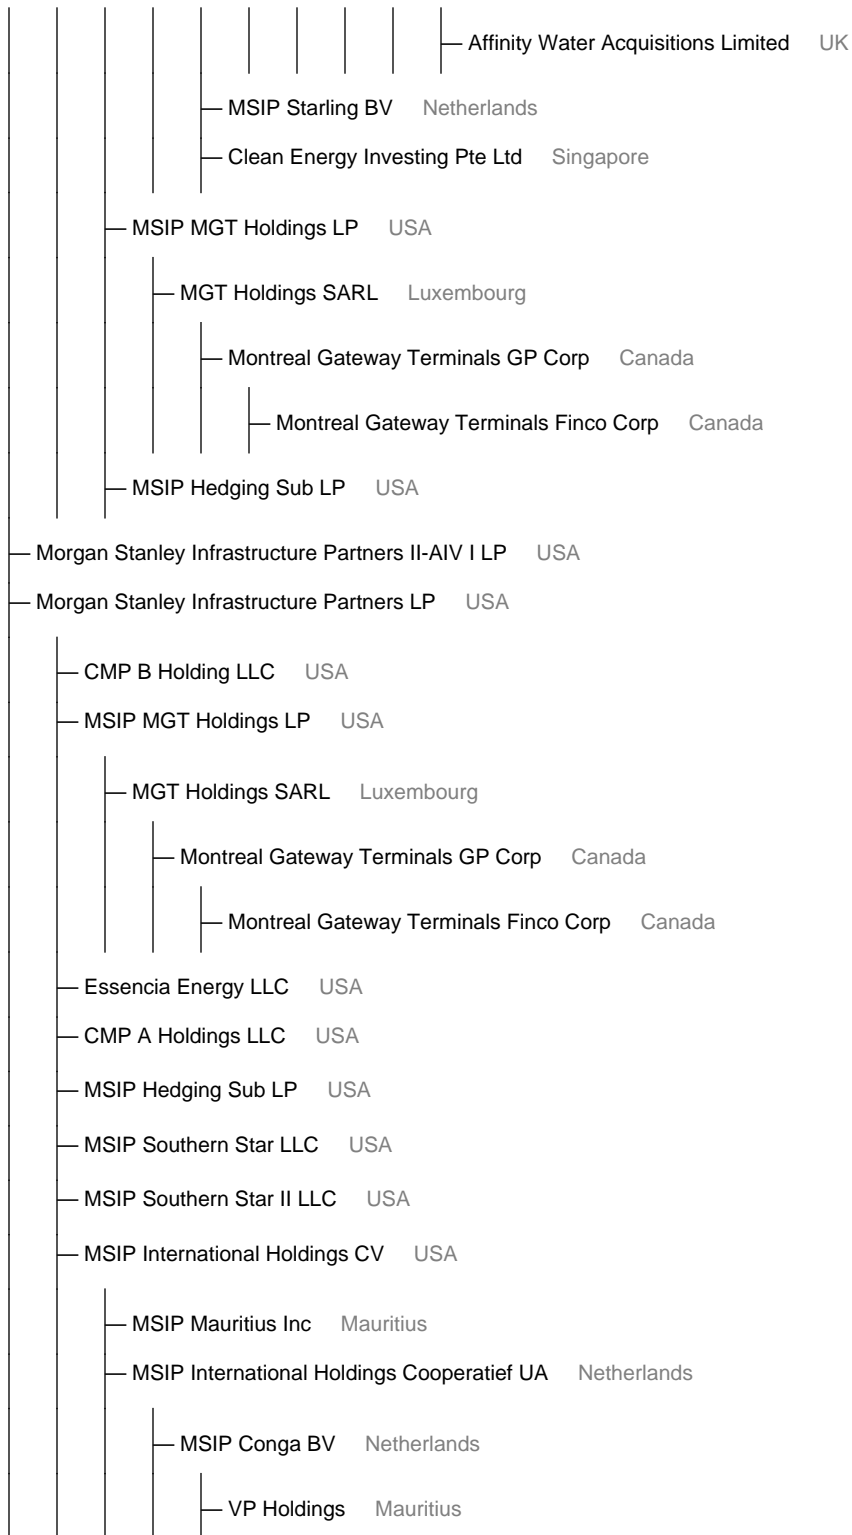 Affinity Water Acquisitions Limited UK
MSIP Starling BV Netherlands
Clean Energy Investing Pte Ltd Singapore
MSIP MGT Holdings LP USA
MGT Holdings SARL Luxembourg
Montreal Gateway Terminals GP Corp Canada
Montreal Gateway Terminals Finco Corp Canada
MSIP Hedging Sub LP USA
Morgan Stanley Infrastructure Partners II-AIV I LP USA
Morgan Stanley Infrastructure Partners LP USA
CMP B Holding LLC USA
MSIP MGT Holdings LP USA
MGT Holdings SARL Luxembourg
Montreal Gateway Terminals GP Corp Canada
Montreal Gateway Terminals Finco Corp Canada
Essencia Energy LLC USA
CMP A Holdings LLC USA
MSIP Hedging Sub LP USA
MSIP Southern Star LLC USA
MSIP Southern Star II LLC USA
MSIP International Holdings CV USA
MSIP Mauritius Inc Mauritius
MSIP International Holdings Cooperatief UA Netherlands
MSIP Conga BV Netherlands
VP Holdings Mauritius